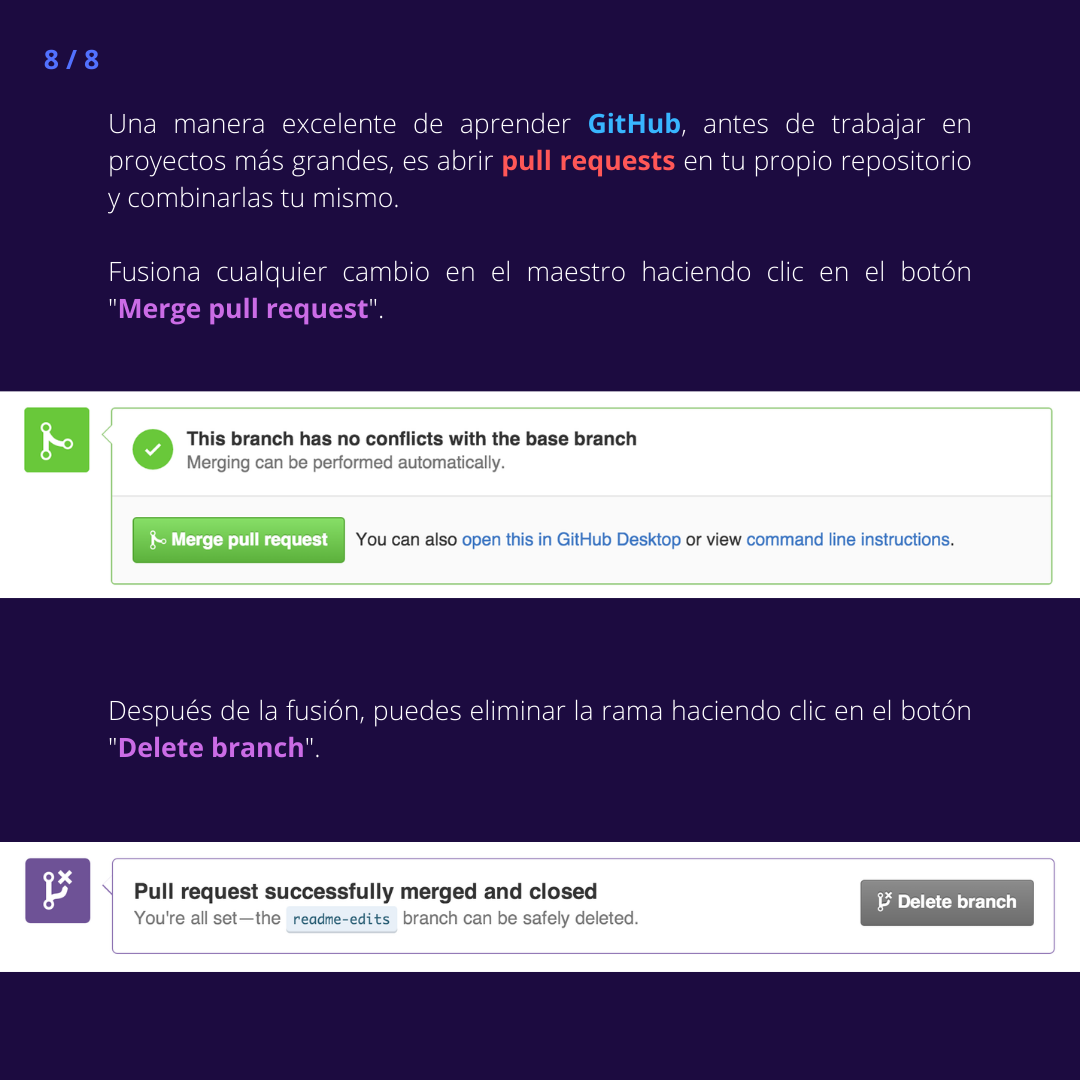 8 / 8
Una manera excelente de aprender GitHub, antes de trabajar en
proyectos más grandes, es abrir pull requests en tu propio repositorio
y combinarlas tu mismo.
Fusiona cualquier cambio en el maestro haciendo clic en el botón
"Merge pull request".
This branch has no conflicts with the base branch
Merging can be performed automatically.
Merge pull request You can also open this in GitHub Desktop or view command line instructions.
Después de la fusión, puedes eliminar la rama haciendo clic en el botón
"Delete branch".
Pull request successfully merged and closed
You're all set—the readme-edits branch can be safely deleted.
Delete branch